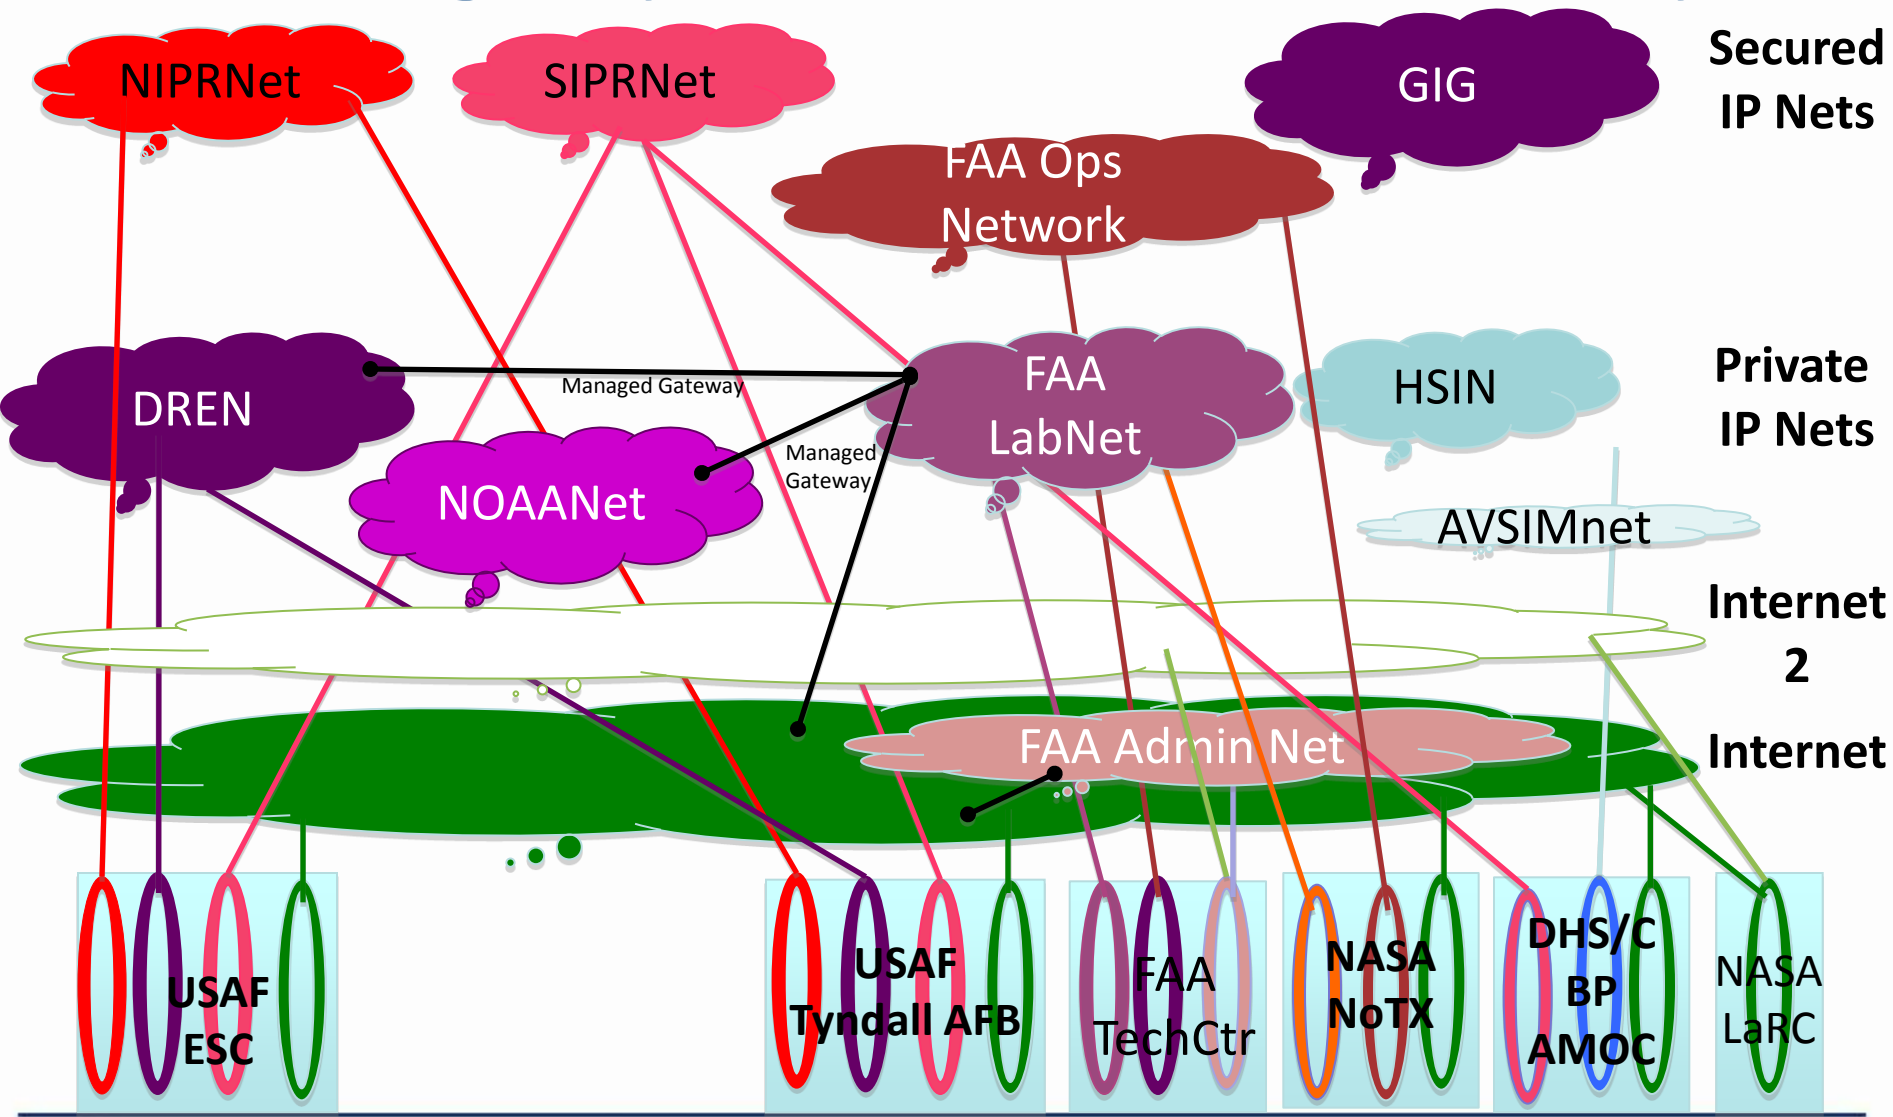 NIPRNet
SIPRNet
GIG
Secured
IP Nets
FAA Ops
Network
DREN
Managed Gateway
FAA
LabNet
HSIN
Private
IP Nets
Managed
Gateway
NOAANet
AVSIMnet
Internet
2
FAA Admin Net
Internet
USAF
ESC
USAF
Tyndall AFB
FAA
TechCtr
NASA
NoTX
DHS/C
BP
AMOC
NASA
LaRC